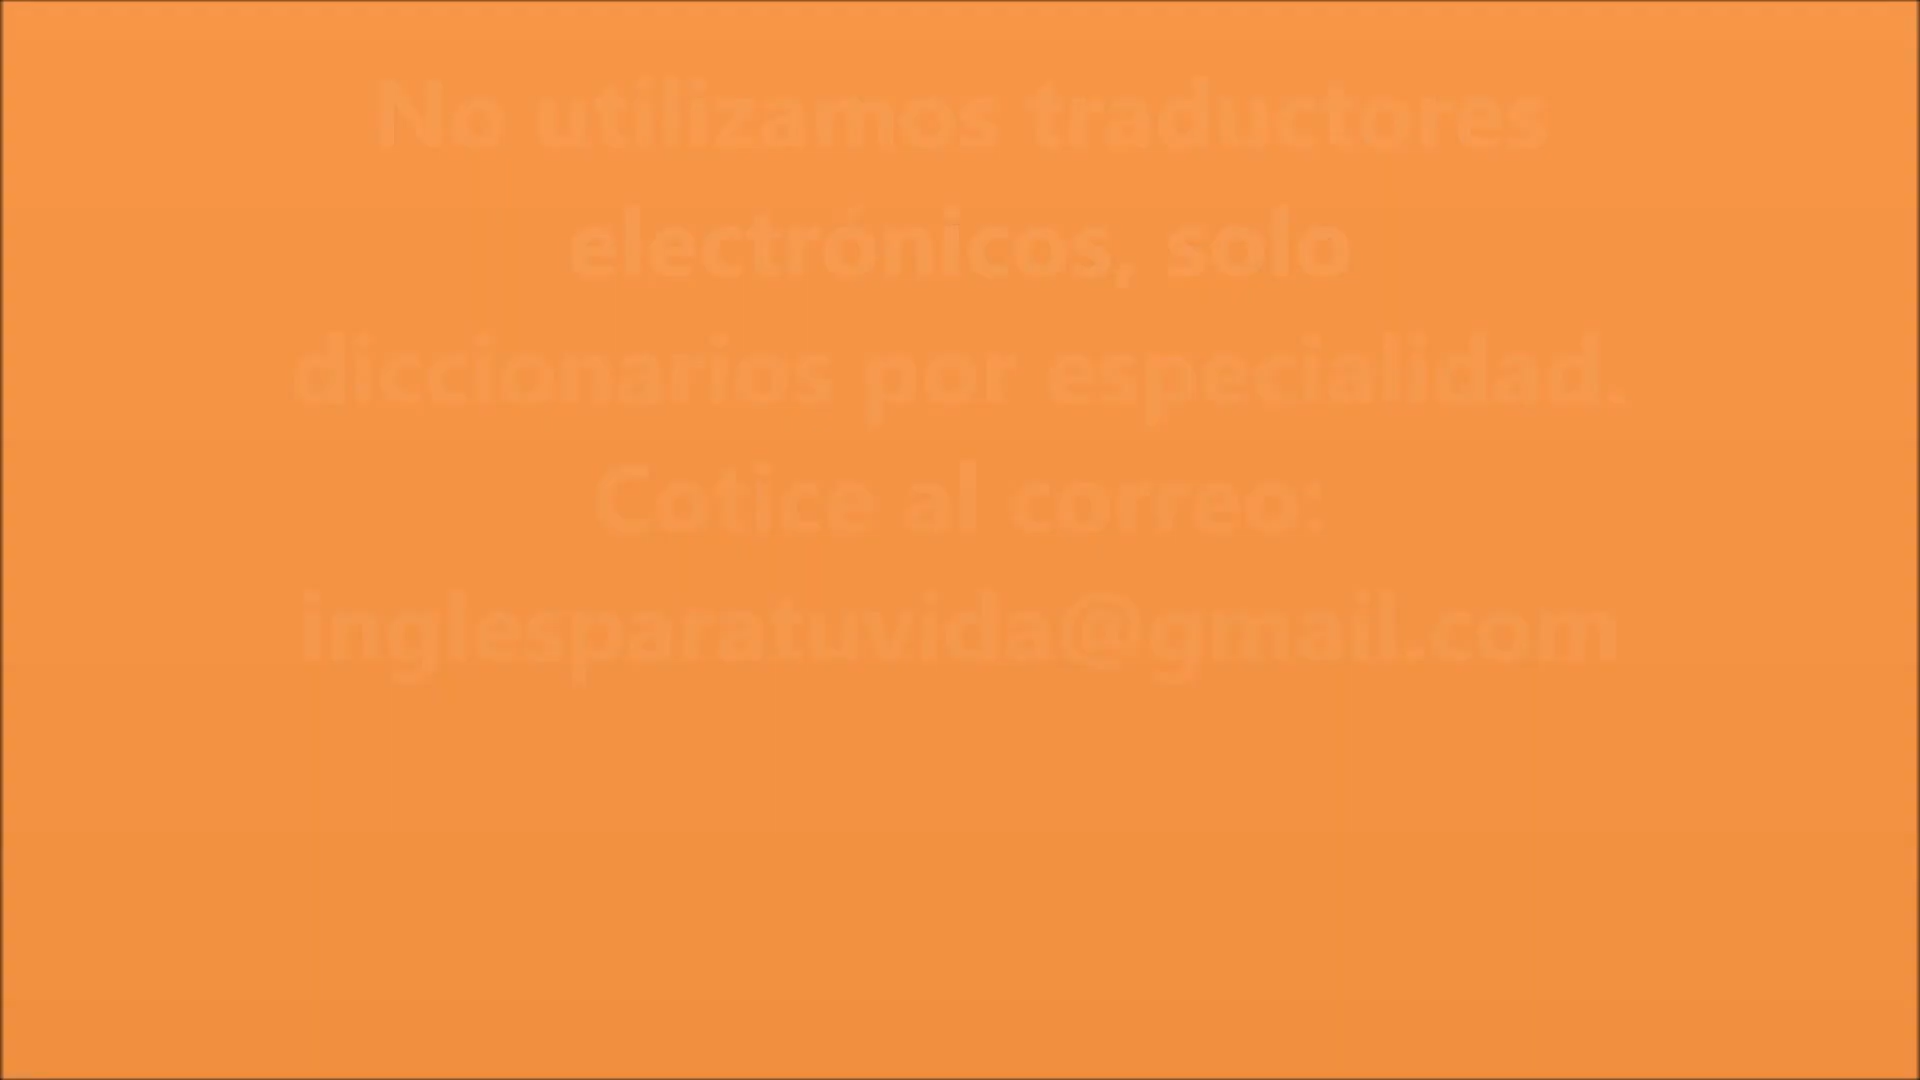 No utilizamos traductores
electrónicos, solo
diccionarios por especialidad.
Cotice al correo:
inglesparatuvida@gmail.com